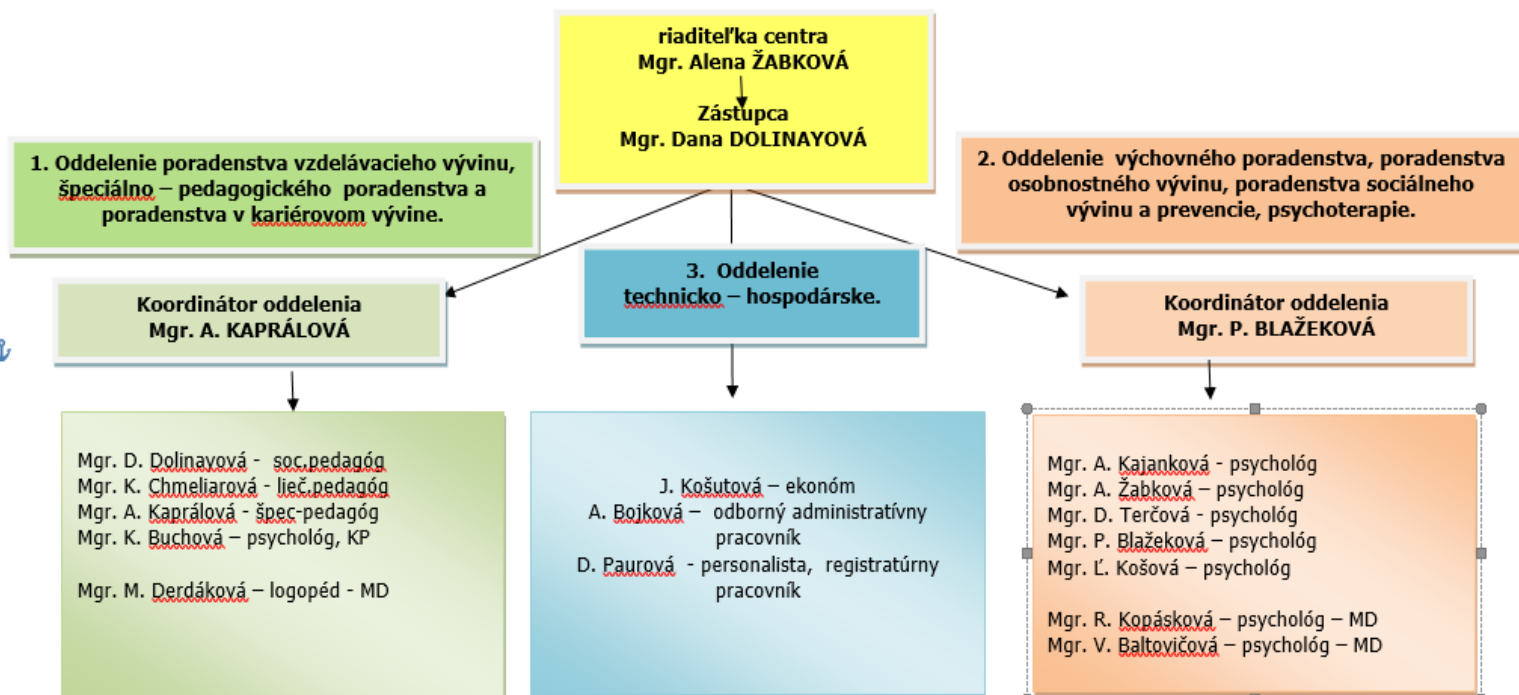 riaditeľka centra
Mgr. Alena ŽABKOVÁ
Zástupca
Mgr. Dana DOLINAYOVÁ
1. Oddelenie poradenstva vzdelávacieho vývinu,
špeciálno – pedagogického poradenstva a
poradenstva v kariérovom vývine.
2. Oddelenie výchovného poradenstva, poradenstva
osobnostného vývinu, poradenstva sociálneho
vývinu a prevencie, psychoterapie.
3. Oddelenie
technicko – hospodárske.
Koordinátor oddelenia
Mgr. A. KAPRÁLOVÁ
Koordinátor oddelenia
Mgr. P. BLAŽEKOVÁ
Mgr. D. Dolinayová - soc.pedagóg
Mgr. K. Chmeliarová - lieč.pedagóg
Mgr. A. Kaprálová - špec-pedagóg
Mgr. K. Buchová – psychológ, KP
Mgr. M. Derdáková – logopéd - MD
J. Košutová – ekonóm
A. Bojková – odborný administratívny
pracovník
D. Paurová - personalista, registratúrny
pracovník
Mgr. A. Kajanková - psychológ
Mgr. A. Žabková – psychológ
Mgr. D. Terčová - psychológ
Mgr. P. Blažeková – psychológ
Mgr. Ľ. Košová – psychológ
Mgr. R. Kopásková – psychológ – MD
Mgr. V. Baltovičová – psychológ – MD